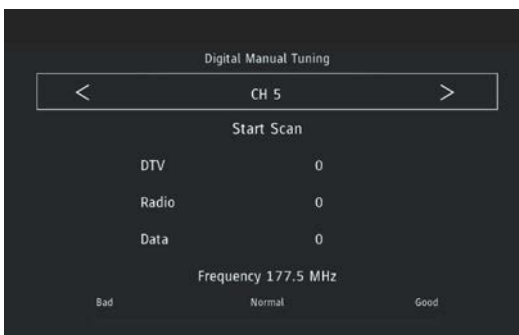 Digital Manual Tuning
< CH 5 >
Start Scan
DTV 0
Radio 0
Data 0
Frequency 177.5 MHz
Bad Normal Good